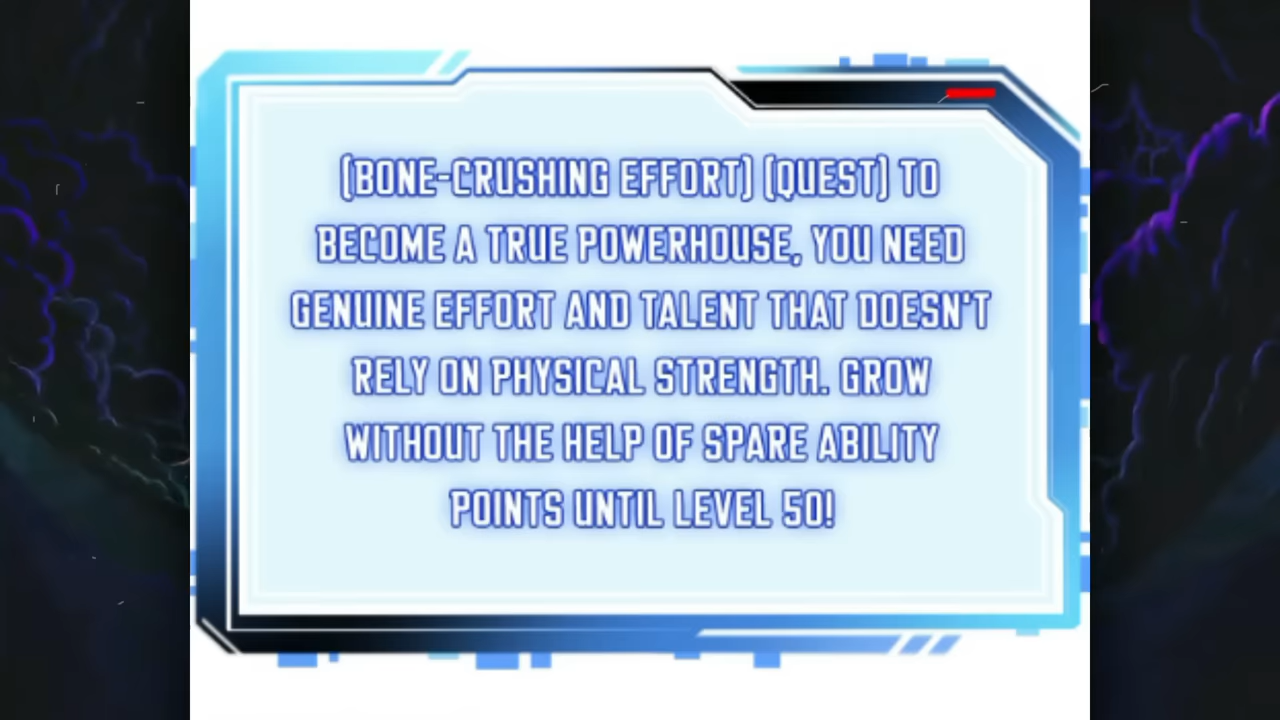 [BONE-CRUSHING EFFORT] [QUEST] TO
BECOME A TRUE POWERHOUSE, YOU NEED
GENUINE EFFORT AND TALENT THAT DOESN'T
RELY ON PHYSICAL STRENGTH. GROW
WITHOUT THE HELP OF SPARE ABILITY
POINTS UNTIL LEVEL 50!